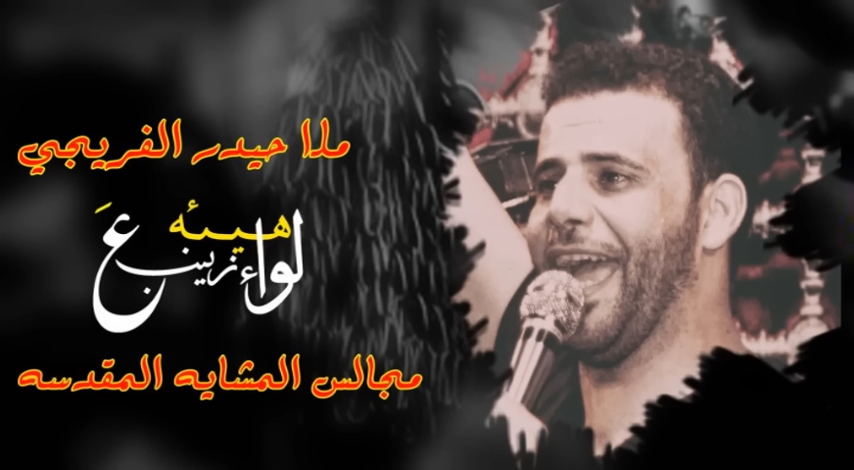 ملا حيدر الفريجي
هيئه
لواء زينب ع
مجالس المشايه المقدسه